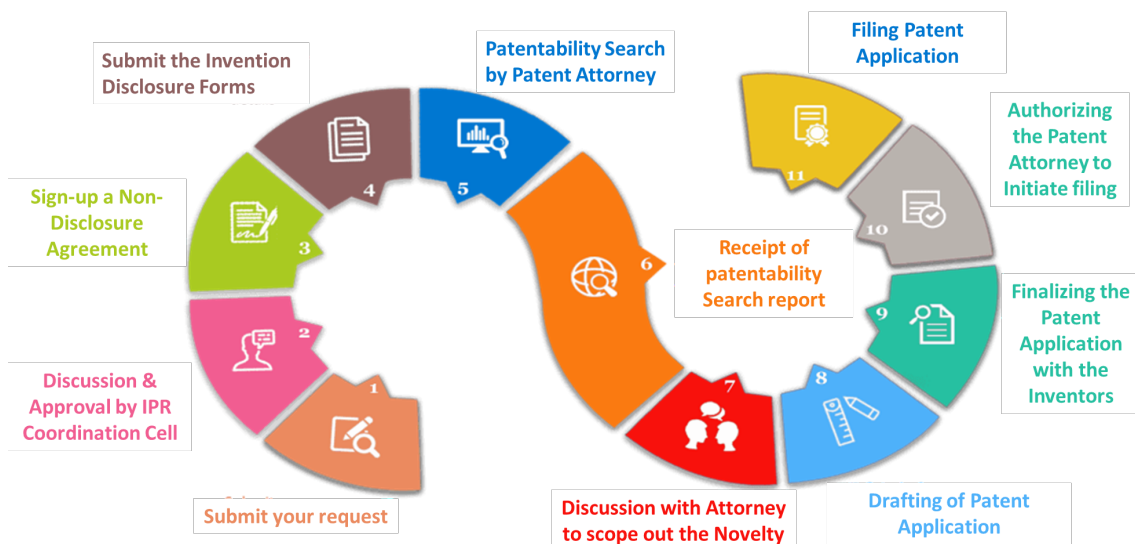 Submit your request
1
Discussion &
Approval by IPR
Coordination Cell
2
Sign-up a Non-
Disclosure
Agreement
3
Submit the Invention
Disclosure Forms
4
Patentability Search
by Patent Attorney
5
Receipt of
patentability
Search report
6
Discussion with Attorney
to scope out the Novelty
7
Drafting of Patent
Application
8
Finalizing the
Patent
Application
with the
Inventors
9
Authorizing
the Patent
Attorney to
Initiate filing
10
Filing Patent
Application
11